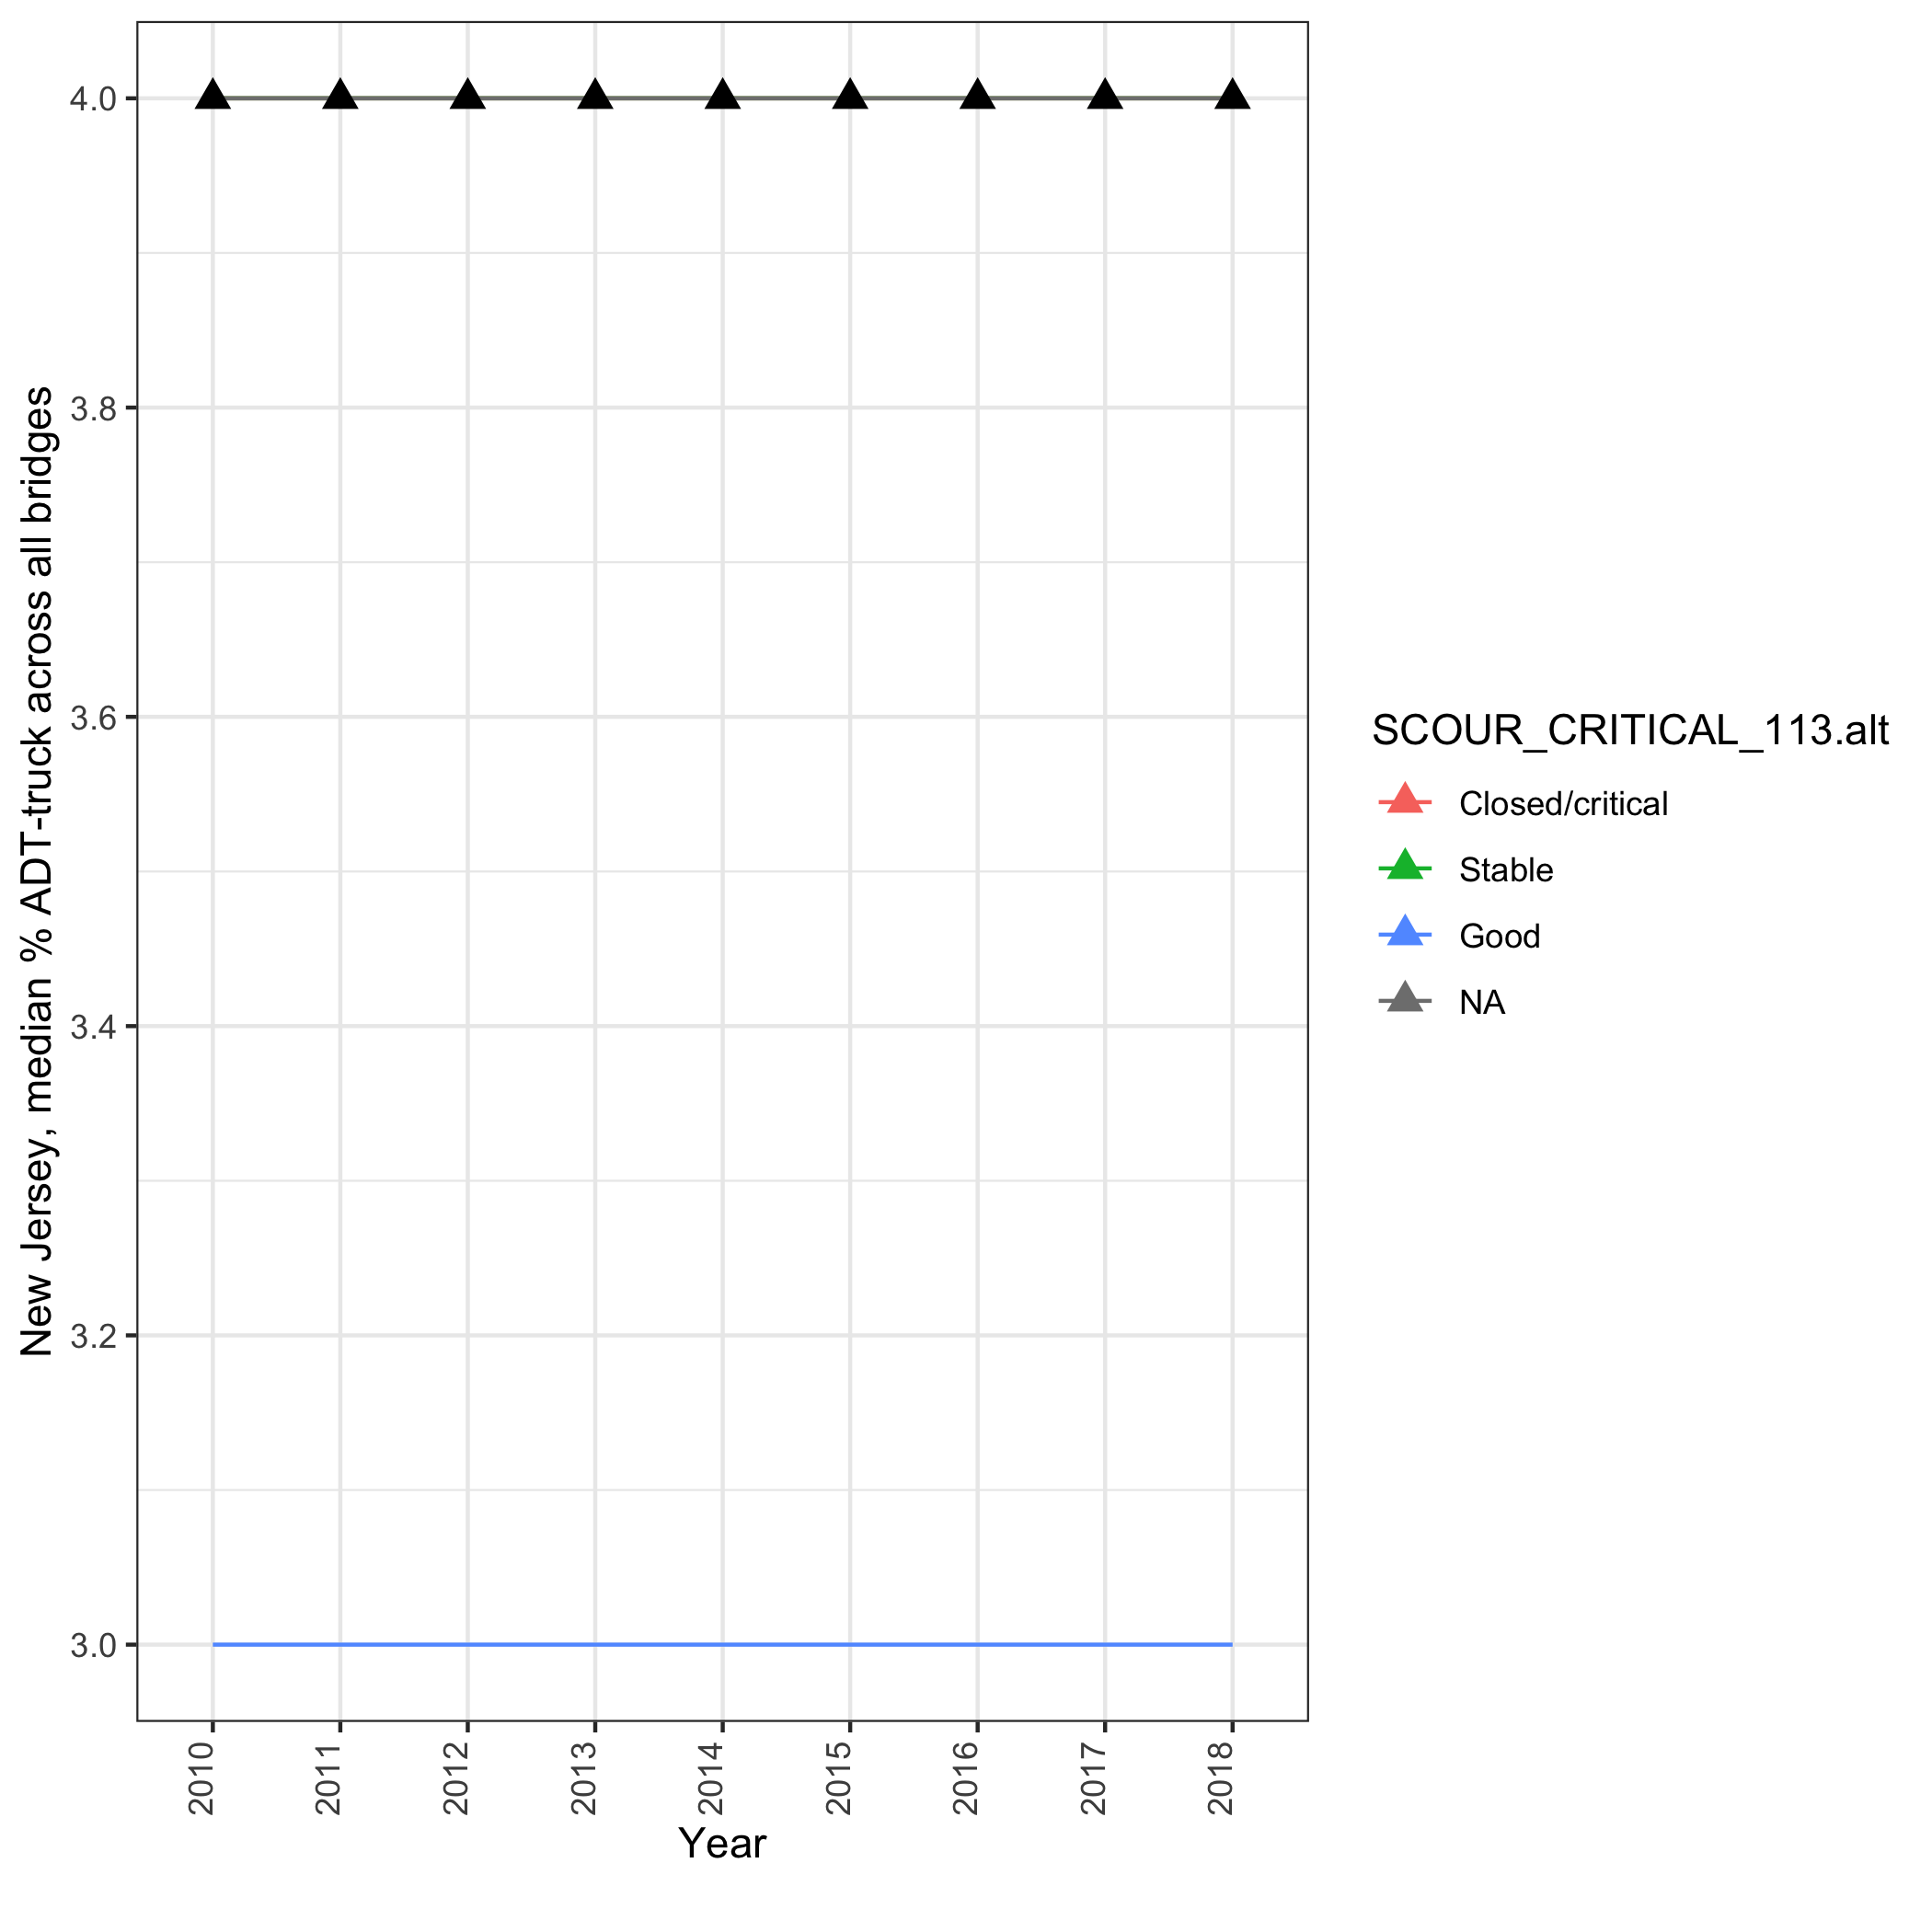 New Jersey, median % ADT-truck across all bridges
4.0
3.8
3.6
3.4
3.2
3.0
2010
2011
2012
2013
2014
2015
2016
2017
2018
Year
SCOUR_CRITICAL_113.alt
Closed/critical
Stable
Good
NA